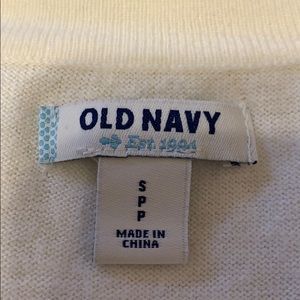 OLD NAVY
Est. 1994
S
P
P
MADE IN
CHINA